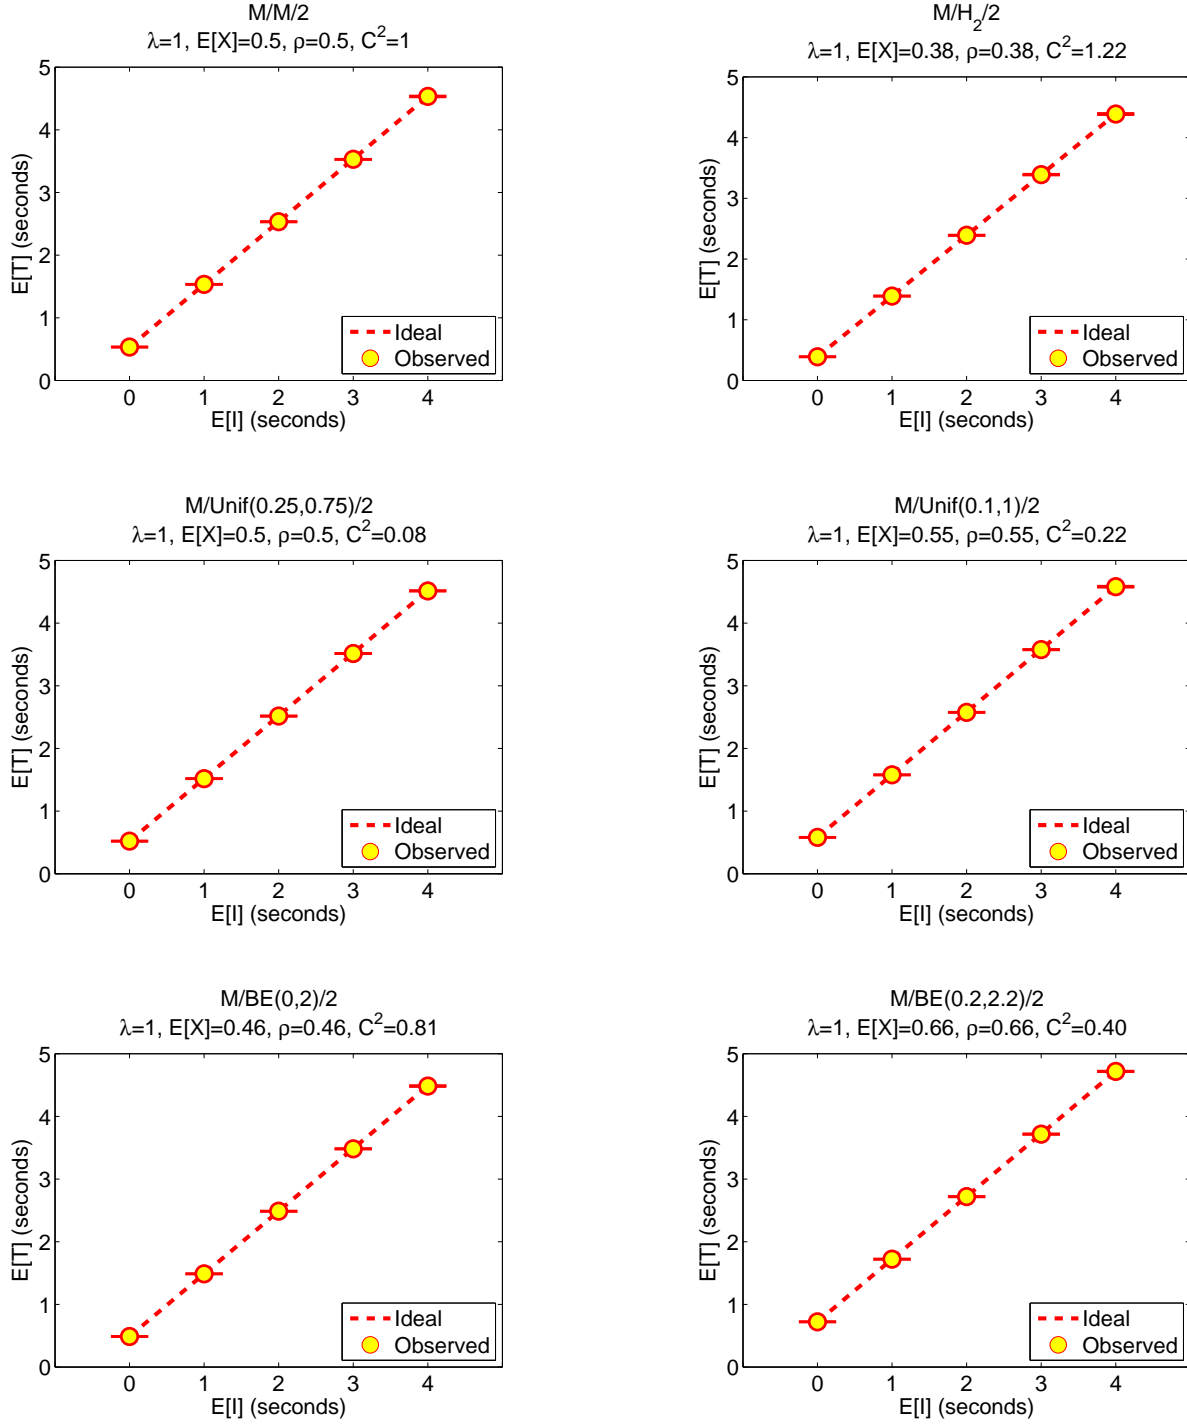 M/M/2
λ=1, E[X]=0.5, ρ=0.5, C²=1
5
4
3
2
1
0
E[T] (seconds)
0 1 2 3 4
E[I] (seconds)
Ideal
Observed
M/H₂/2
λ=1, E[X]=0.38, ρ=0.38, C²=1.22
5
4
3
2
1
0
E[T] (seconds)
0 1 2 3 4
E[I] (seconds)
Ideal
Observed
M/Unif(0.25,0.75)/2
λ=1, E[X]=0.5, ρ=0.5, C²=0.08
5
4
3
2
1
0
E[T] (seconds)
0 1 2 3 4
E[I] (seconds)
Ideal
Observed
M/Unif(0.1,1)/2
λ=1, E[X]=0.55, ρ=0.55, C²=0.22
5
4
3
2
1
0
E[T] (seconds)
0 1 2 3 4
E[I] (seconds)
Ideal
Observed
M/BE(0,2)/2
λ=1, E[X]=0.46, ρ=0.46, C²=0.81
5
4
3
2
1
0
E[T] (seconds)
0 1 2 3 4
E[I] (seconds)
Ideal
Observed
M/BE(0.2,2.2)/2
λ=1, E[X]=0.66, ρ=0.66, C²=0.40
5
4
3
2
1
0
E[T] (seconds)
0 1 2 3 4
E[I] (seconds)
Ideal
Observed